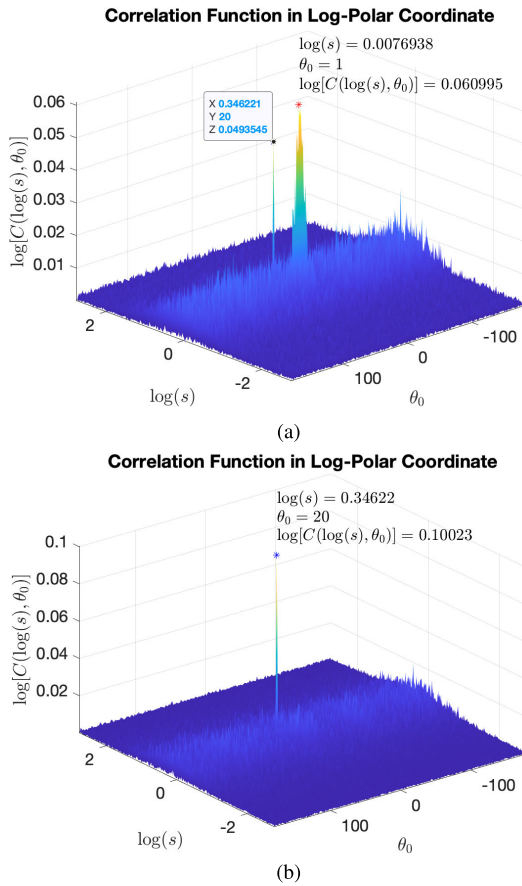 Correlation Function in Log-Polar Coordinate
log(s) = 0.0076938
θ₀ = 1
log[C(log(s), θ₀)] = 0.060995
X 0.346221
Y 20
Z 0.0493545
0.06
0.05
0.04
0.03
0.02
0.01
log[C(log(s), θ₀)]
2
0
-2
log(s)
100
0
-100
θ₀
(a)
Correlation Function in Log-Polar Coordinate
log(s) = 0.34622
θ₀ = 20
log[C(log(s), θ₀)] = 0.10023
0.1
0.08
0.06
0.04
0.02
log[C(log(s), θ₀)]
2
0
-2
log(s)
100
0
-100
θ₀
(b)